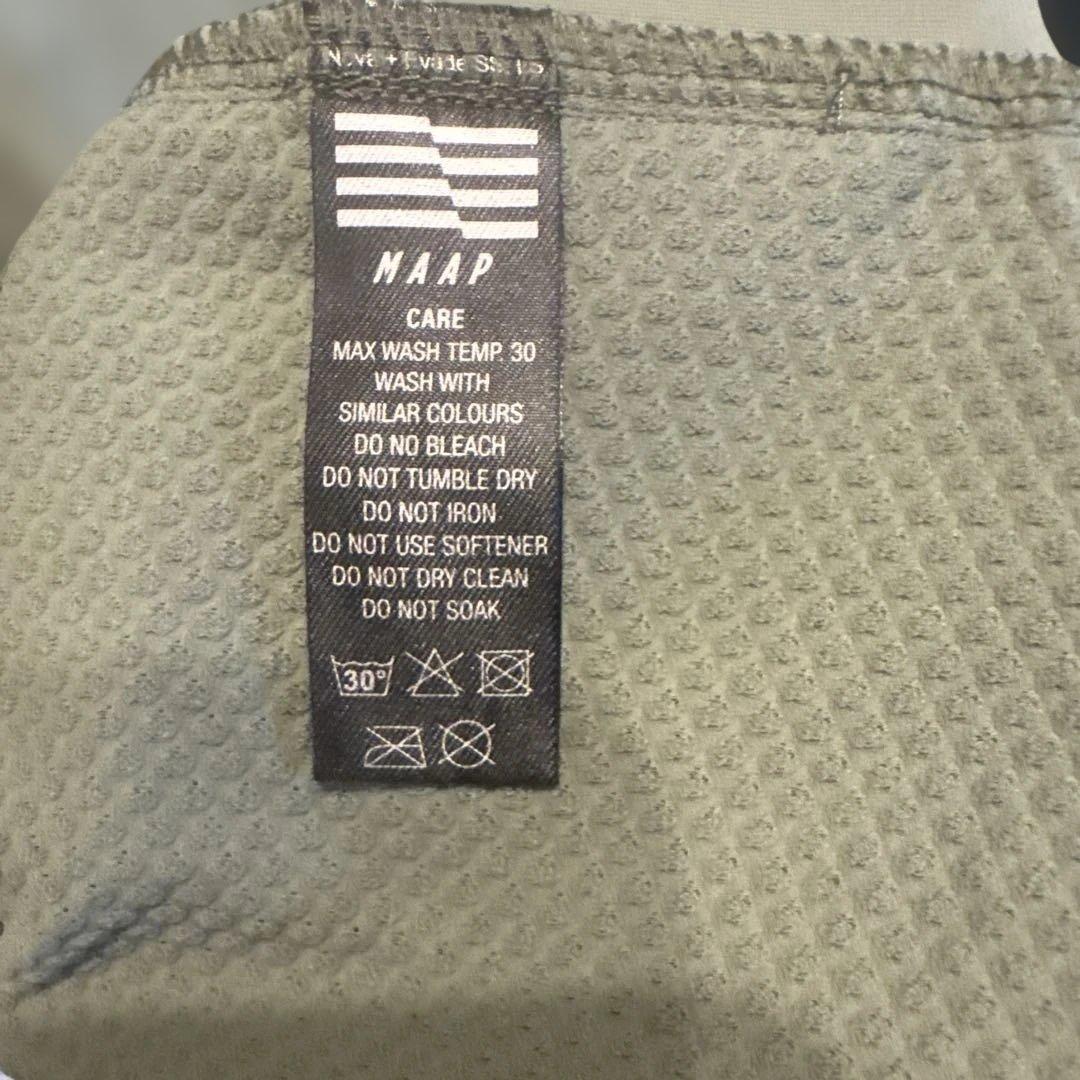 MAAP
CARE
MAX WASH TEMP. 30
WASH WITH
SIMILAR COLOURS
DO NO BLEACH
DO NOT TUMBLE DRY
DO NOT IRON
DO NOT USE SOFTENER
DO NOT DRY CLEAN
DO NOT SOAK
30°